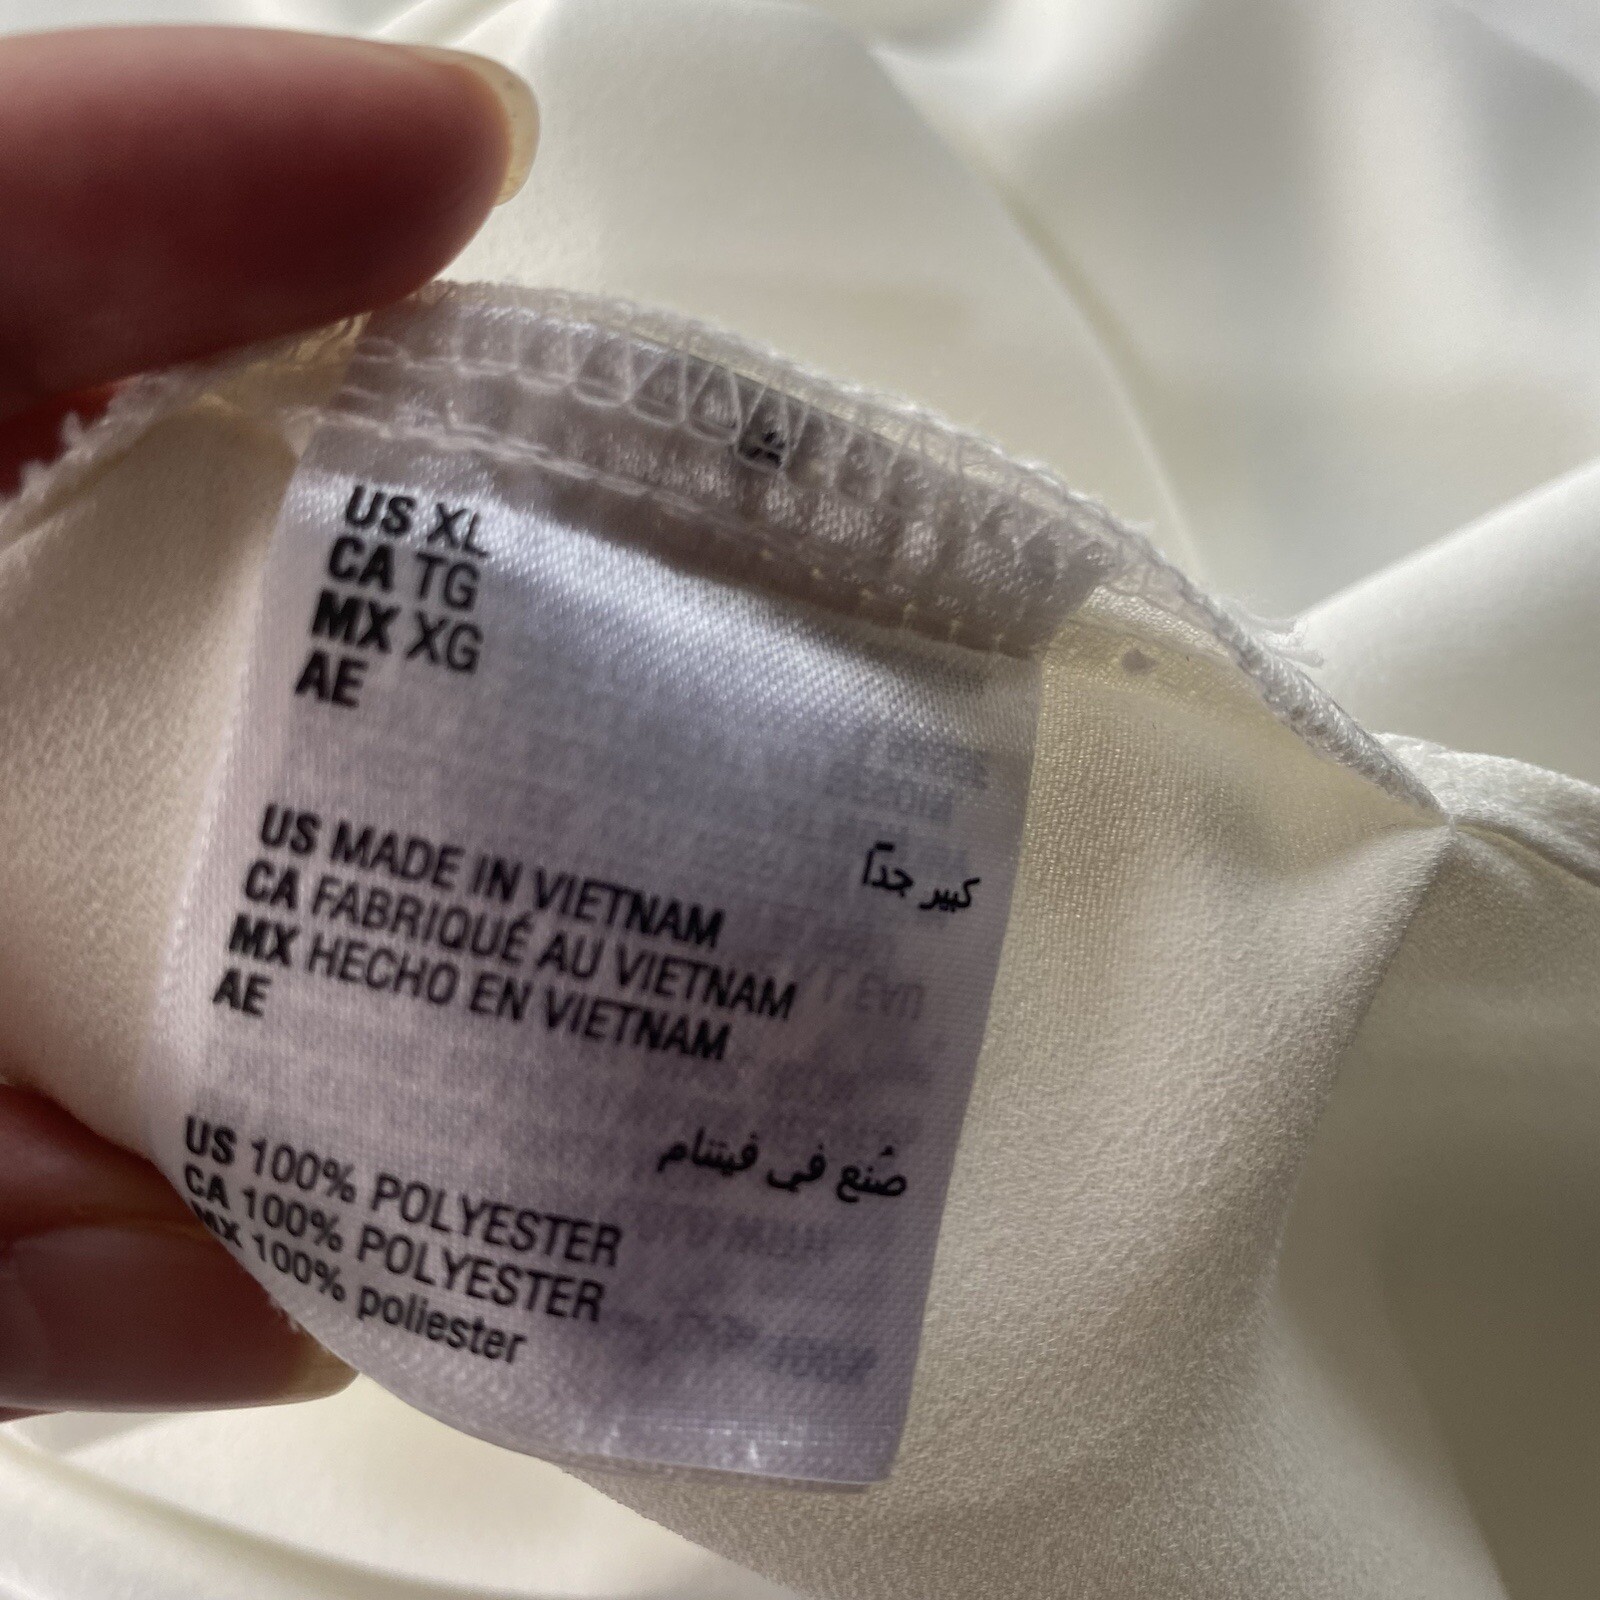 US XL
CA TG
MX XG
AE
كبير جداً
US MADE IN VIETNAM
CA FABRIQUÉ AU VIETNAM
MX HECHO EN VIETNAM
AE
صُنع في فيتنام
US 100% POLYESTER
CA 100% POLYESTER
MX 100% poliester